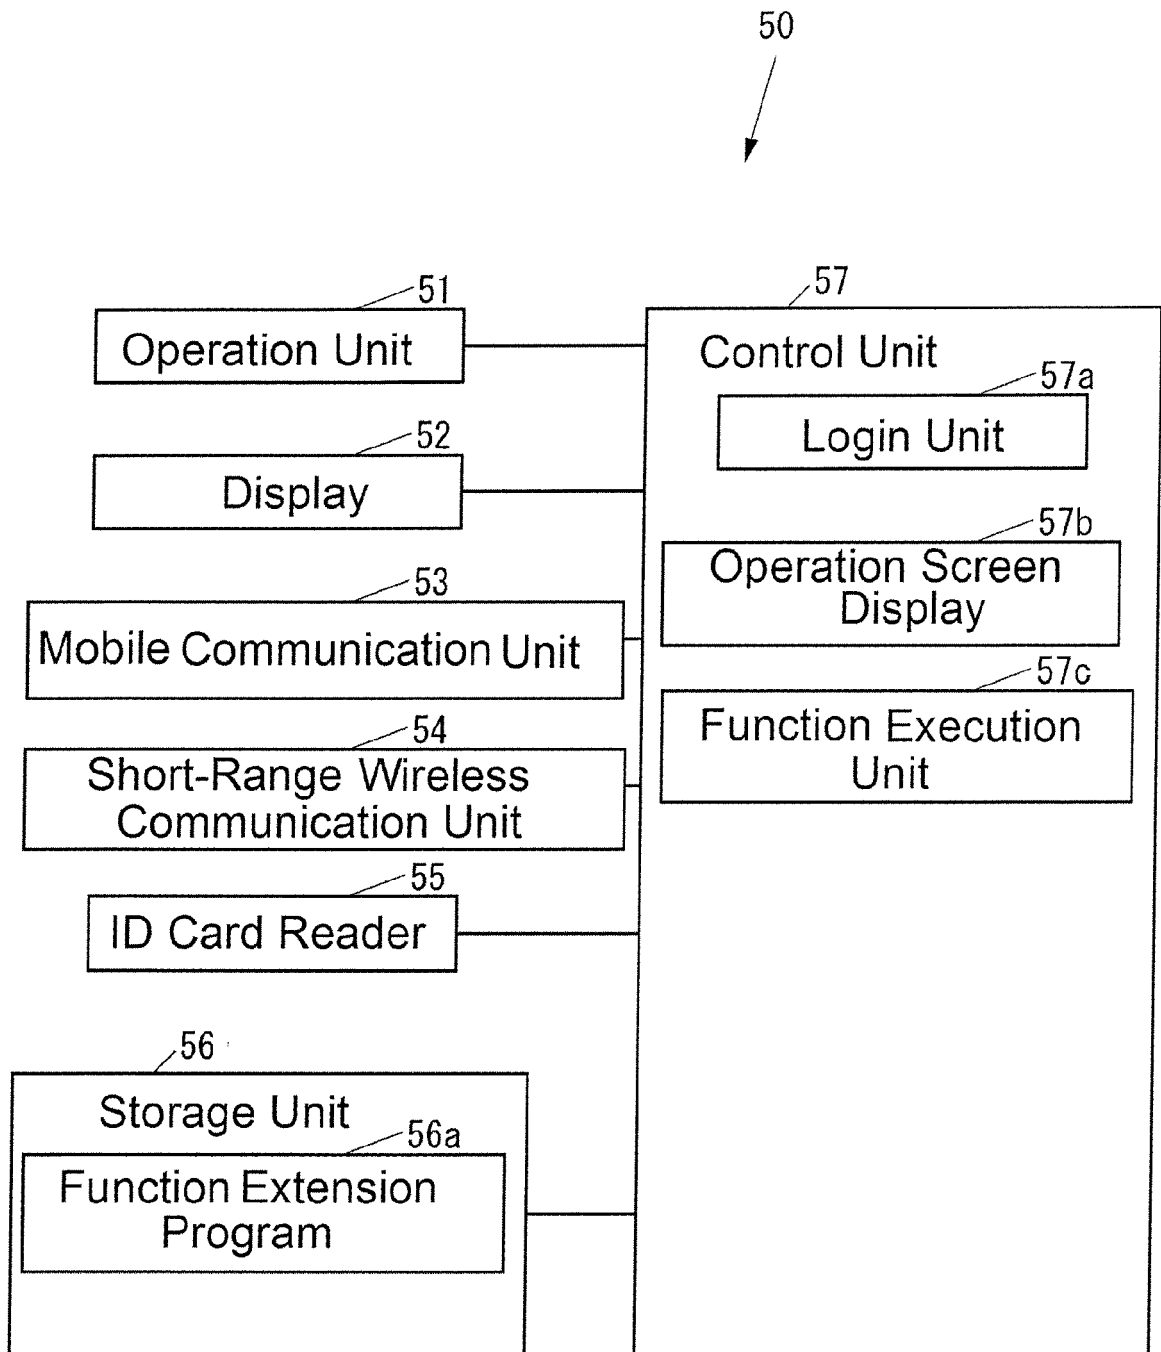 50
51
Operation Unit
52
Display
53
Mobile Communication Unit
54
Short-Range Wireless
Communication Unit
55
ID Card Reader
56
Storage Unit
56a
Function Extension
Program
57
Control Unit
57a
Login Unit
57b
Operation Screen
Display
57c
Function Execution
Unit